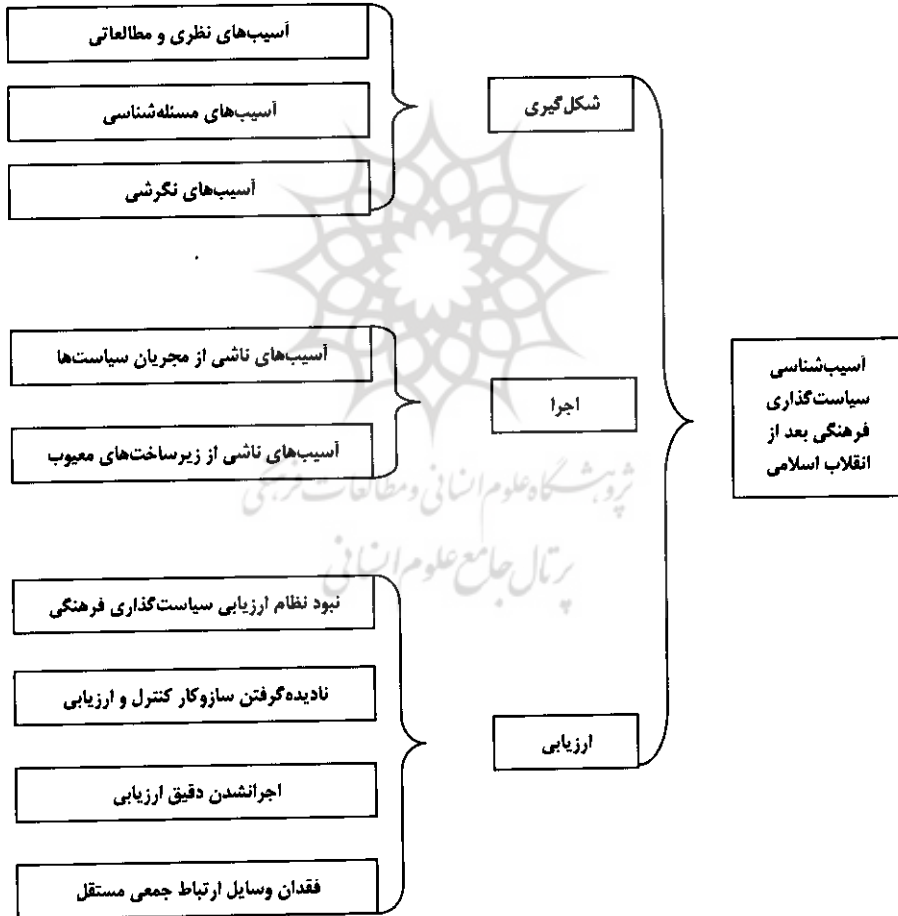 آسیب‌شناسی
سیاست‌گذاری
فرهنگی بعد از
انقلاب اسلامی
شکل‌گیری
آسیب‌های نظری و مطالعاتی
آسیب‌های مسئله‌شناسی
آسیب‌های نگرشی
اجرا
آسیب‌های ناشی از مجریان سیاست‌ها
آسیب‌های ناشی از زیرساخت‌های معیوب
ارزیابی
نبود نظام ارزیابی سیاست‌گذاری فرهنگی
نادیده‌گرفتن سازوکار کنترل و ارزیابی
اجرانشدن دقیق ارزیابی
فقدان وسایل ارتباط جمعی مستقل
پژوهشگاه علوم انسانی و مطالعات فرهنگی
پرتال جامع علوم انسانی